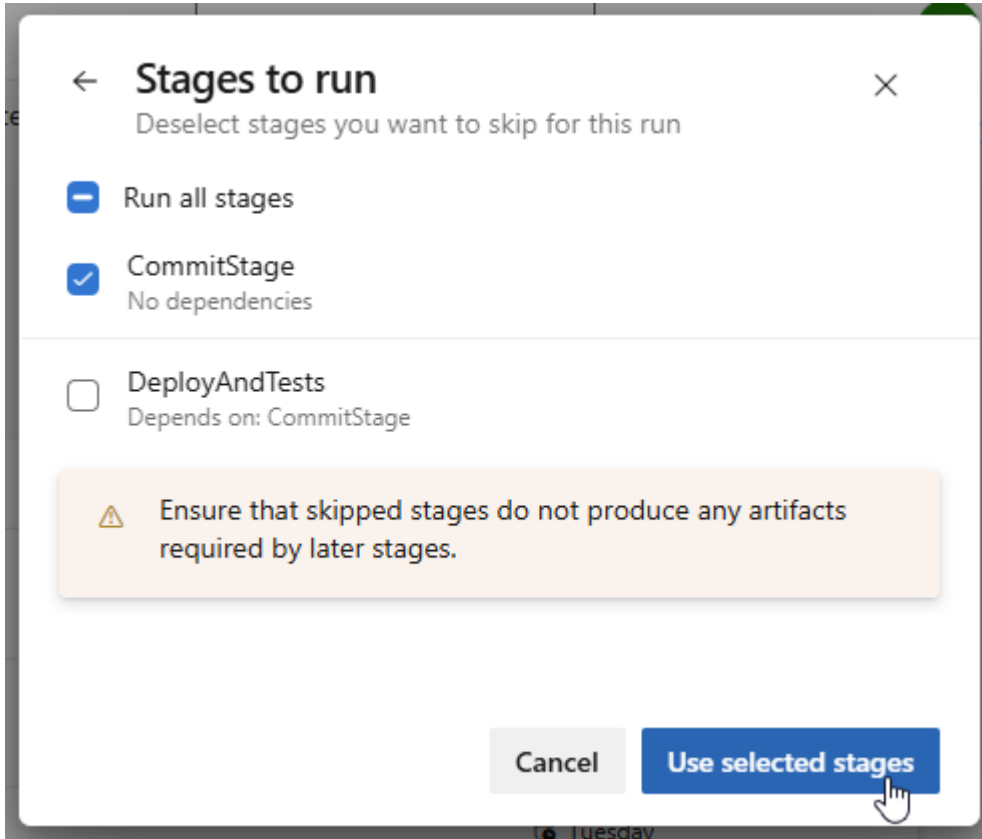 Stages to run
Deselect stages you want to skip for this run
Run all stages
CommitStage
No dependencies
DeployAndTests
Depends on: CommitStage
Ensure that skipped stages do not produce any artifacts
required by later stages.
Cancel
Use selected stages
Tuesday